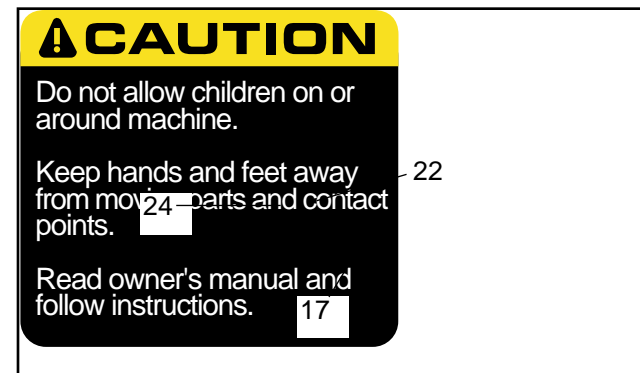 CAUTION
Do not allow children on or
around machine.
Keep hands and feet away
22
from moving parts and contact
24
points.
Read owner's manual and
follow instructions.
17